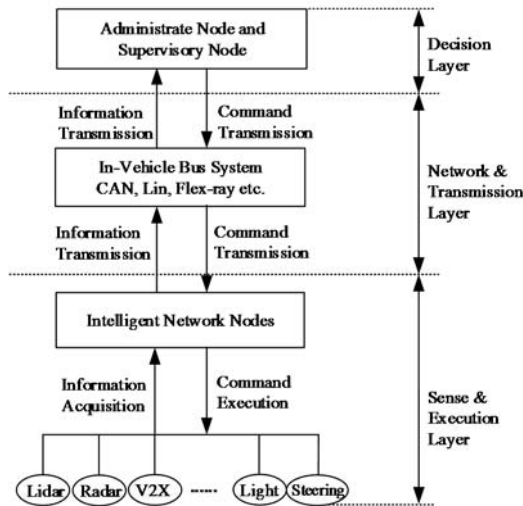 Administrate Node and
Supervisory Node
Decision
Layer
Information
Transmission
Command
Transmission
In-Vehicle Bus System
CAN, Lin, Flex-ray etc.
Network &
Transmission
Layer
Information
Transmission
Command
Transmission
Intelligent Network Nodes
Information
Acquisition
Command
Execution
Sense &
Execution
Layer
Lidar
Radar
V2X
......
Light
Steering